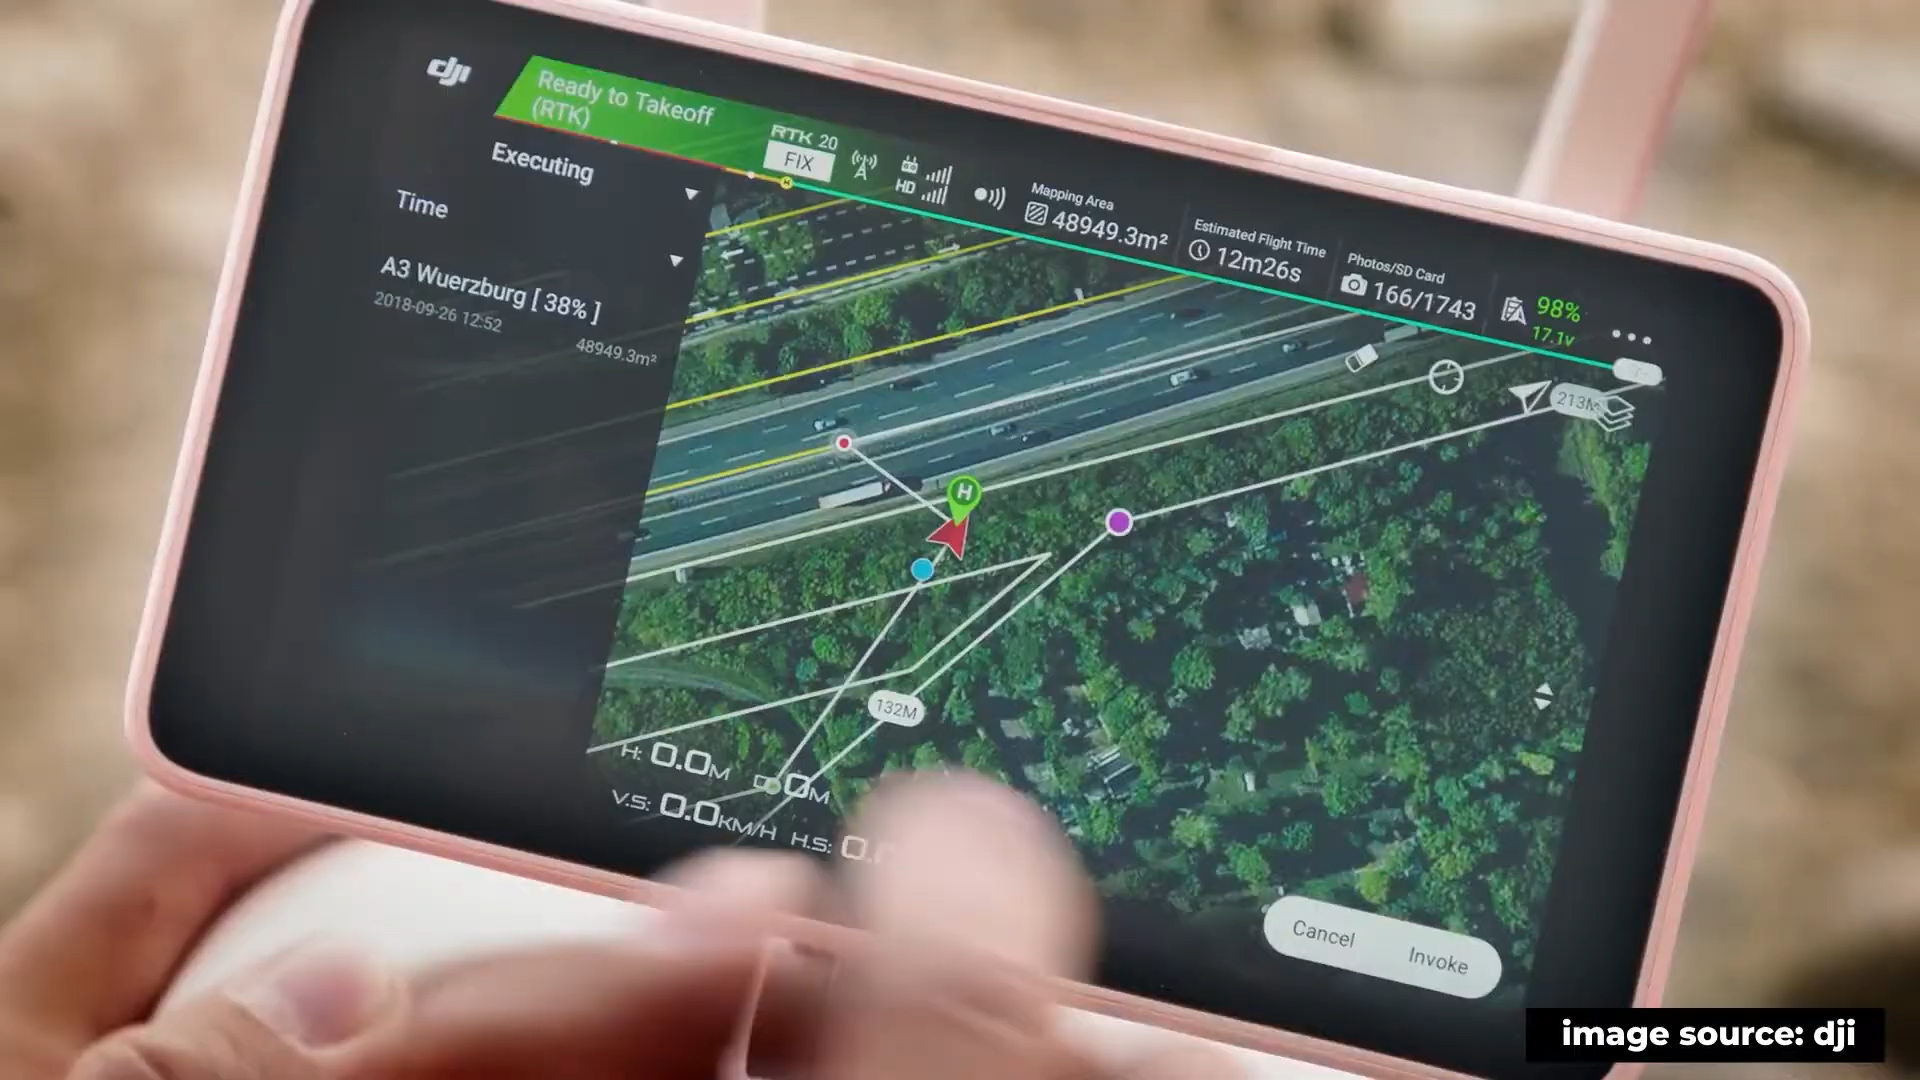 dji
Ready to Takeoff
(RTK)
RTK 20
FIX
A
HD
Mapping Area
48949.3m²
Estimated Flight Time
12m26s
Photos/SD Card
166/1743
98%
17.1v
Executing
Time
A3 Wuerzburg [ 38% ]
2018-09-26 12:52
48949.3m²
213M
H
132M
H: 0.0M
0M
V.S: 0.0KM/H H.S:
Cancel Invoke
image source: dji